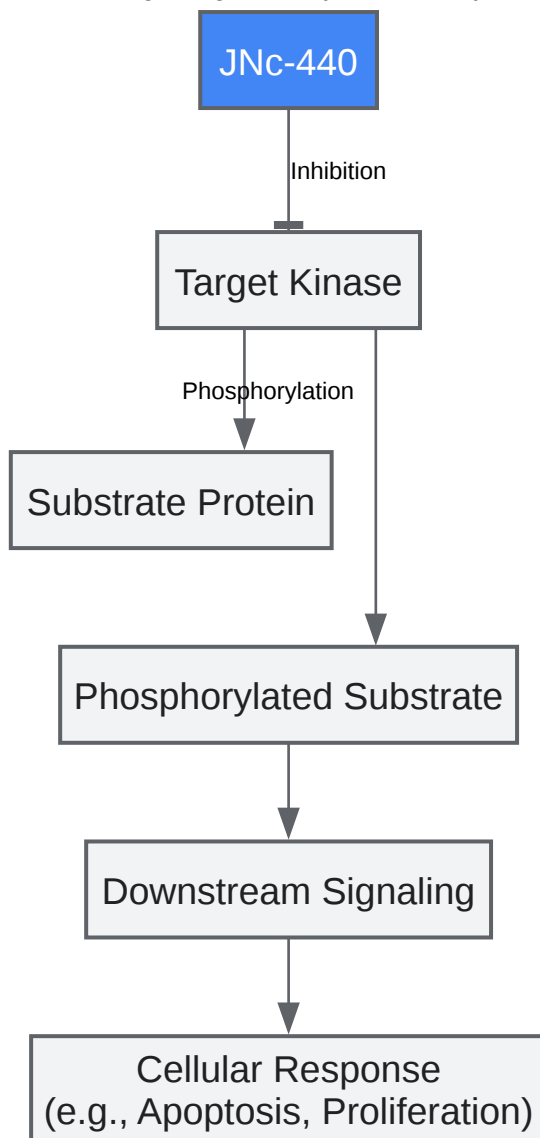 JNc-440
Inhibition
Target Kinase
Phosphorylation
Substrate Protein
Phosphorylated Substrate
Downstream Signaling
Cellular Response
(e.g., Apoptosis, Proliferation)